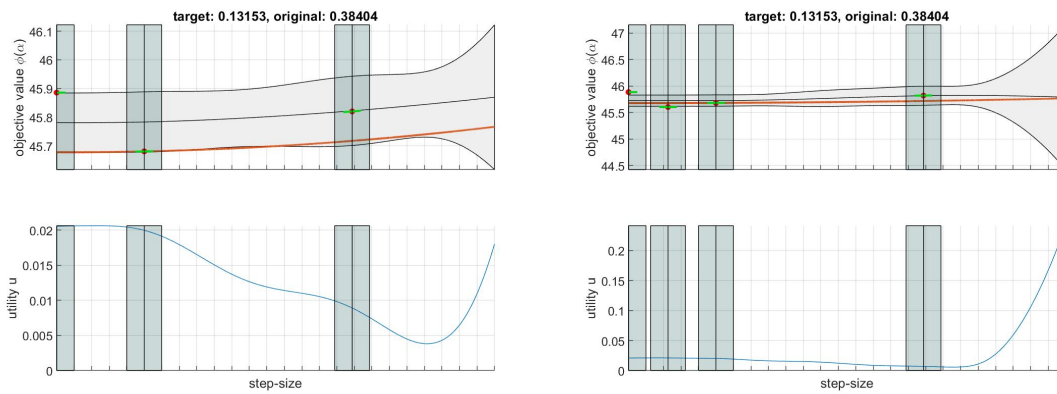 target: 0.13153, original: 0.38404
46.1
46
45.9
45.8
45.7
objective value ϕ(α)
0.02
0.015
0.01
0.005
0
utility u
step-size
target: 0.13153, original: 0.38404
47
46.5
46
45.5
45
44.5
objective value ϕ(α)
0.2
0.15
0.1
0.05
0
utility u
step-size